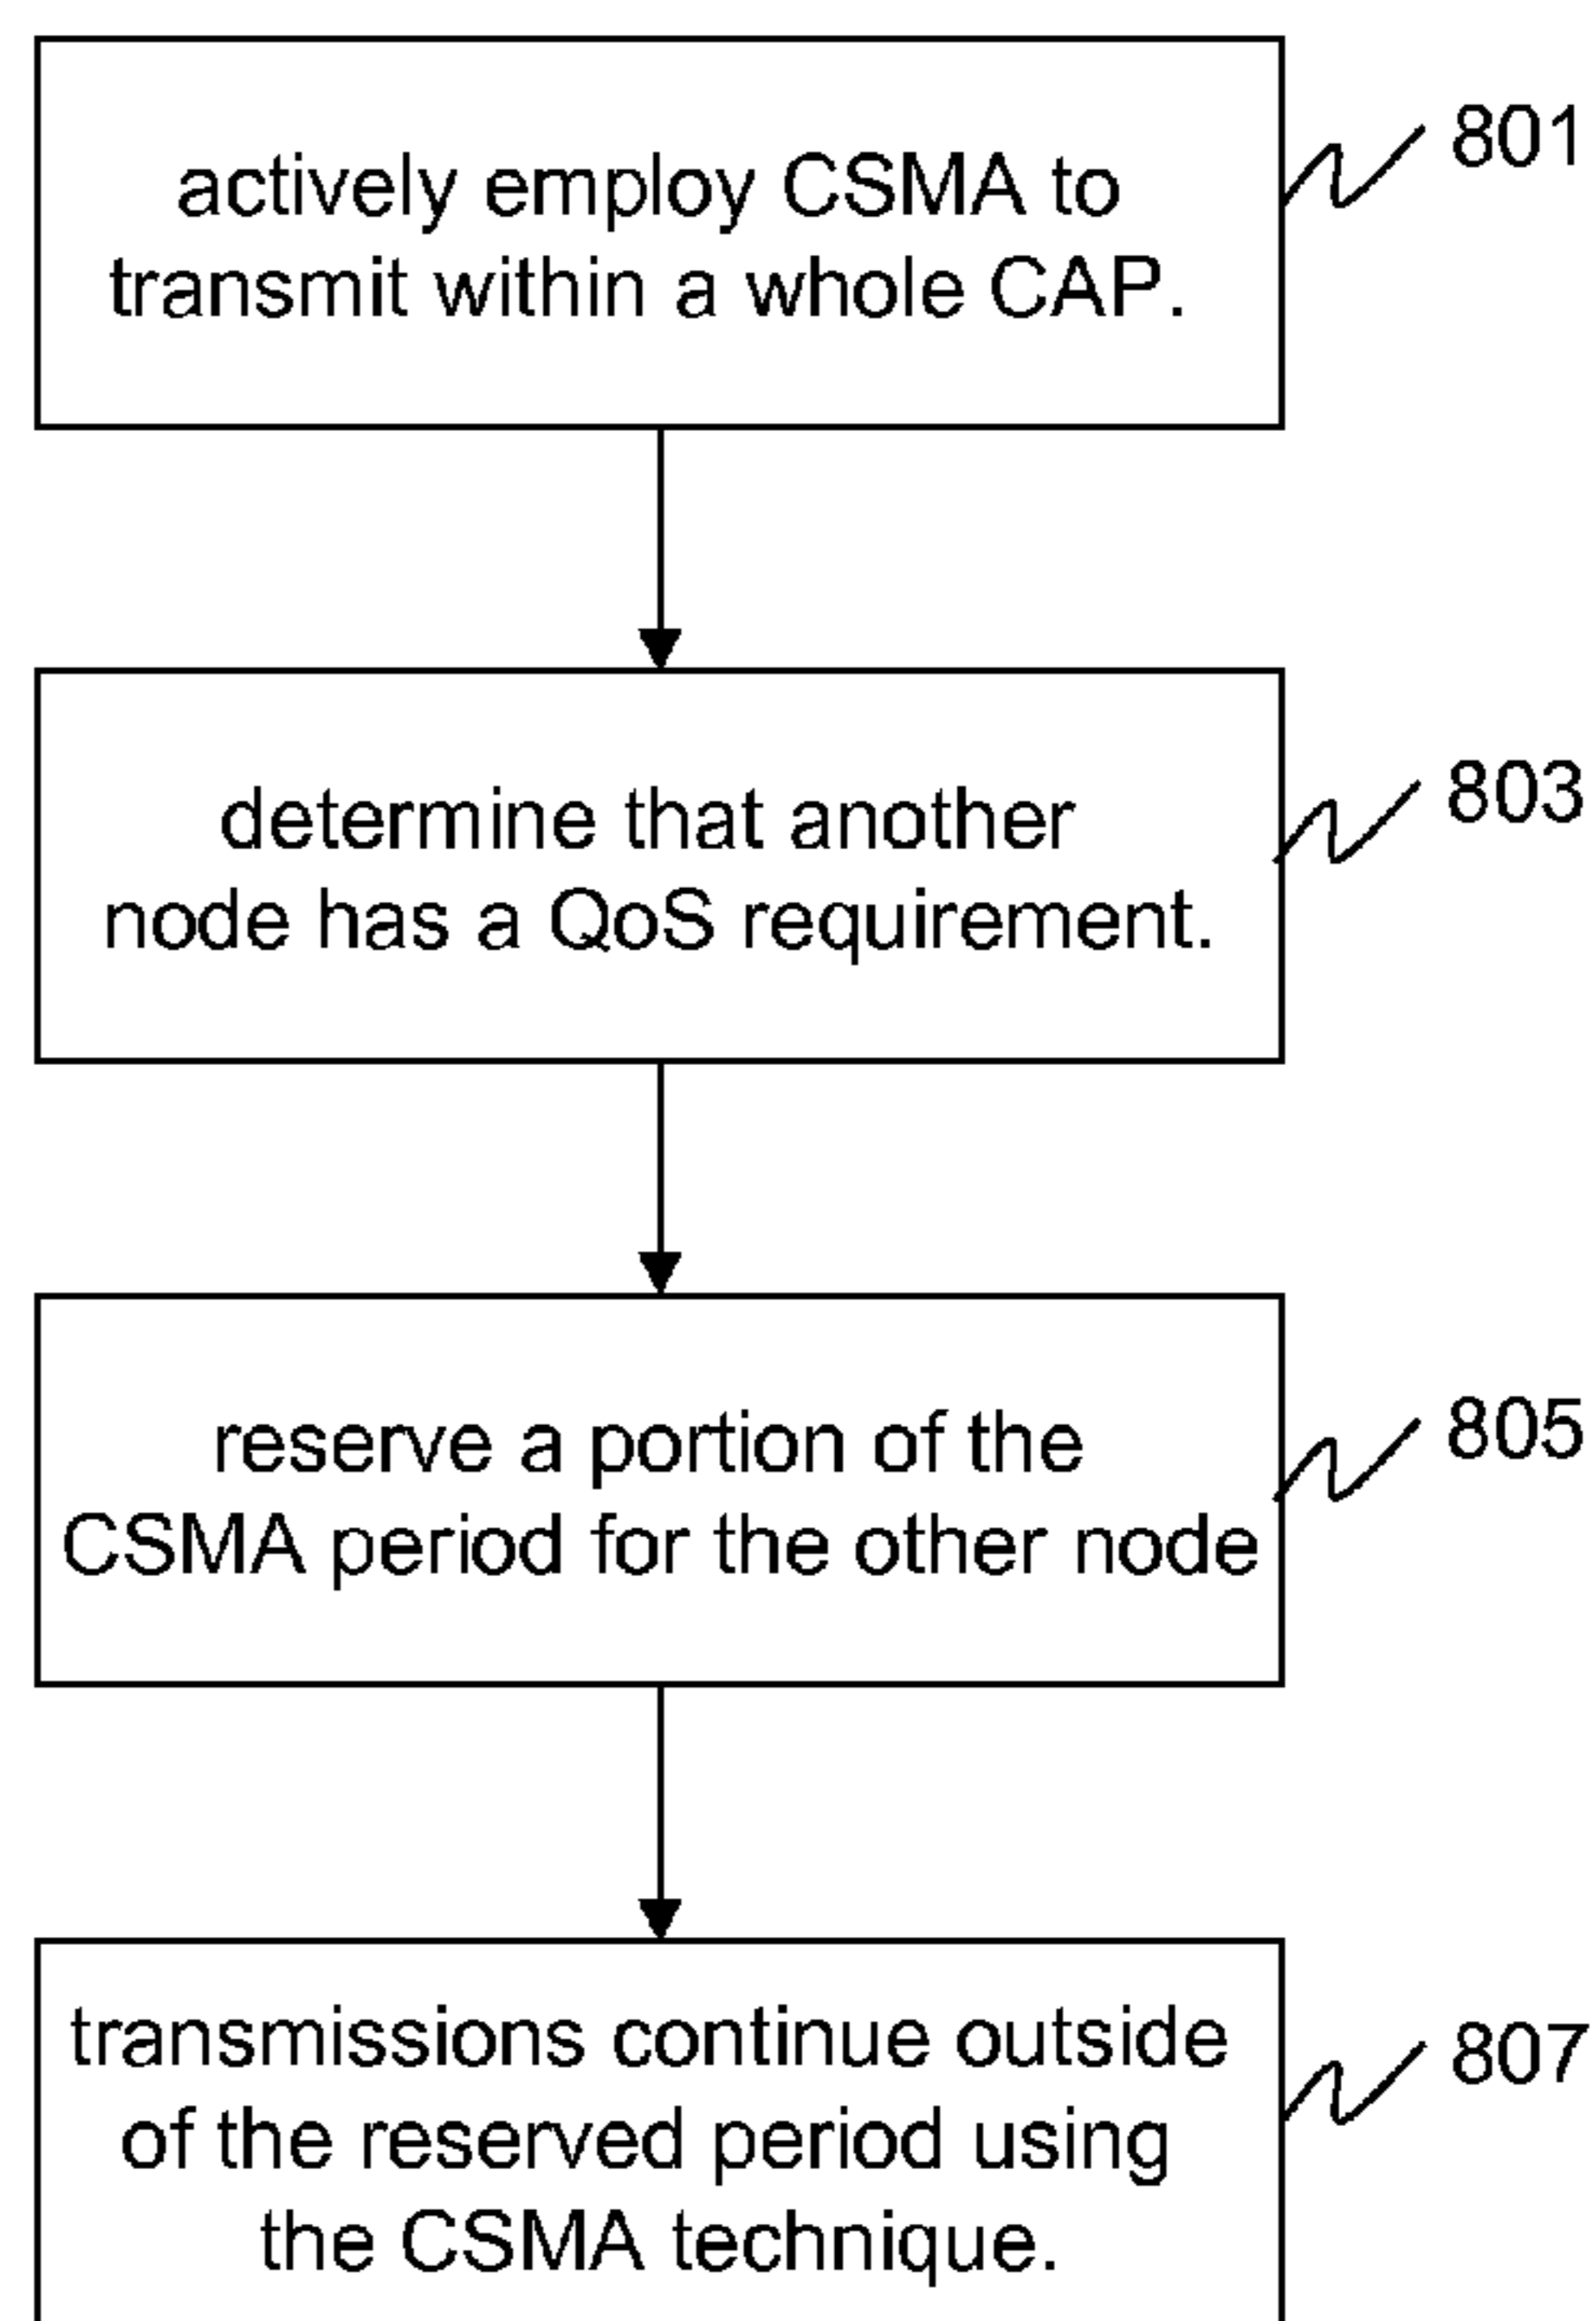 actively employ CSMA to
transmit within a whole CAP.
801
determine that another
node has a QoS requirement.
803
reserve a portion of the
CSMA period for the other node
805
transmissions continue outside
of the reserved period using
the CSMA technique.
807